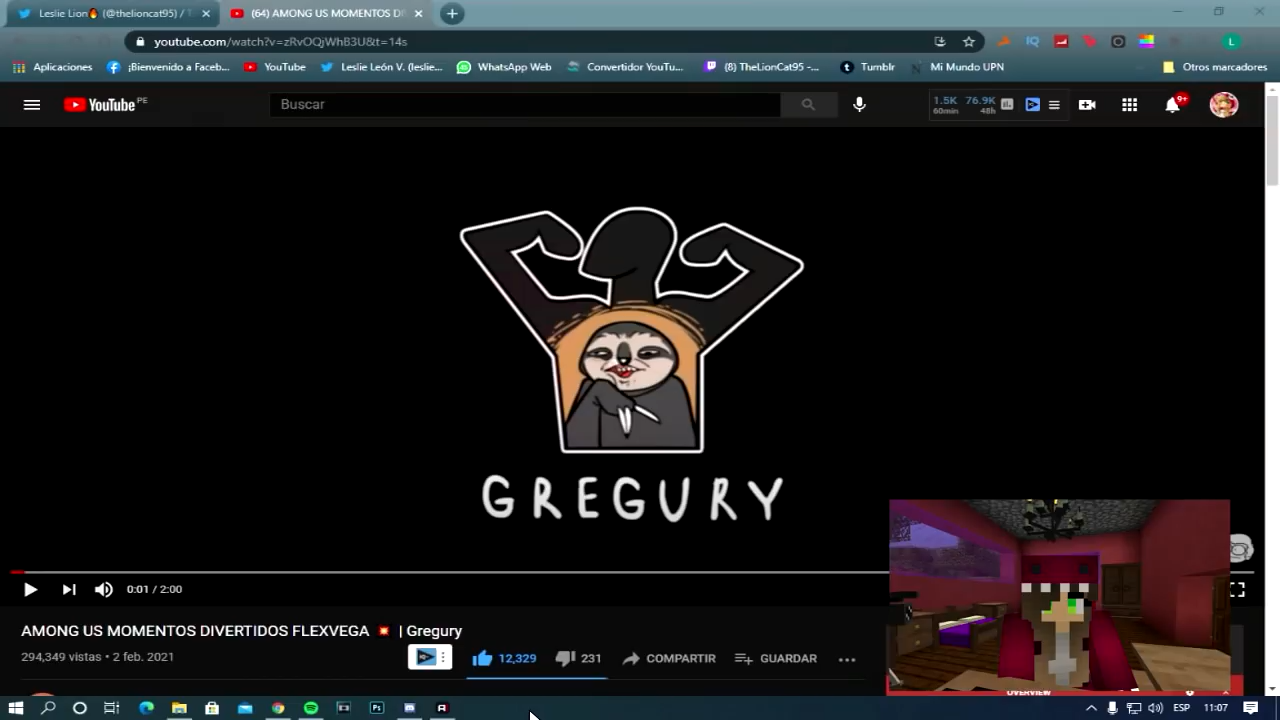 Leslie Lion🔥 (@thelioncat95) / T
(64) AMONG US MOMENTOS DI
youtube.com/watch?v=zRvOQjWhB3U&t=14s
Aplicaciones
¡Bienvenido a Faceb...
YouTube
Leslie León V. (leslie...
WhatsApp Web
Convertidor YouTu...
(8) TheLionCat95 -...
Tumblr
Mi Mundo UPN
Otros marcadores
YouTube PE
Buscar
1.5K 76.9K
60min 48h
9+
GREGURY
0:01 / 2:00
AMONG US MOMENTOS DIVERTIDOS FLEXVEGA 💥 | Gregury
294,349 vistas • 2 feb. 2021
12,329
231
COMPARTIR
GUARDAR
OVERVIEW
ESP
11:07